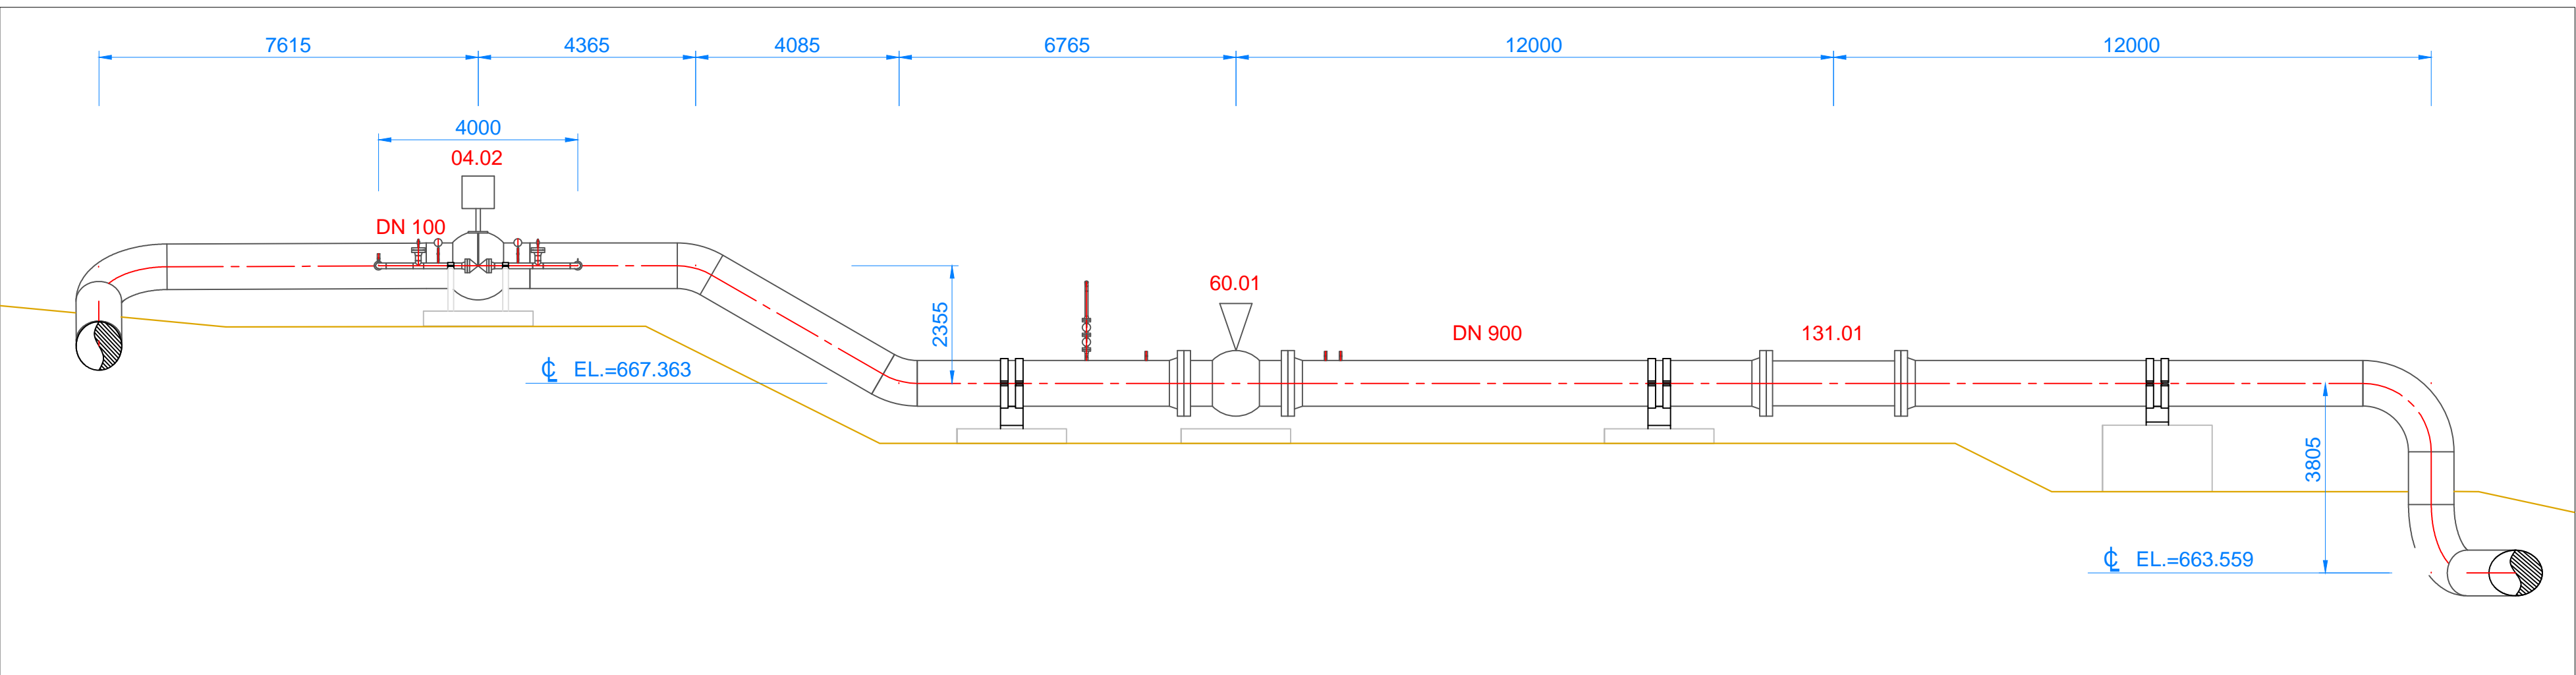 7615 4365 4085 6765 12000 12000
4000
04.02
DN 100
60.01
2355
DN 900 131.01
℄ EL.=667.363
3805
℄ EL.=663.559